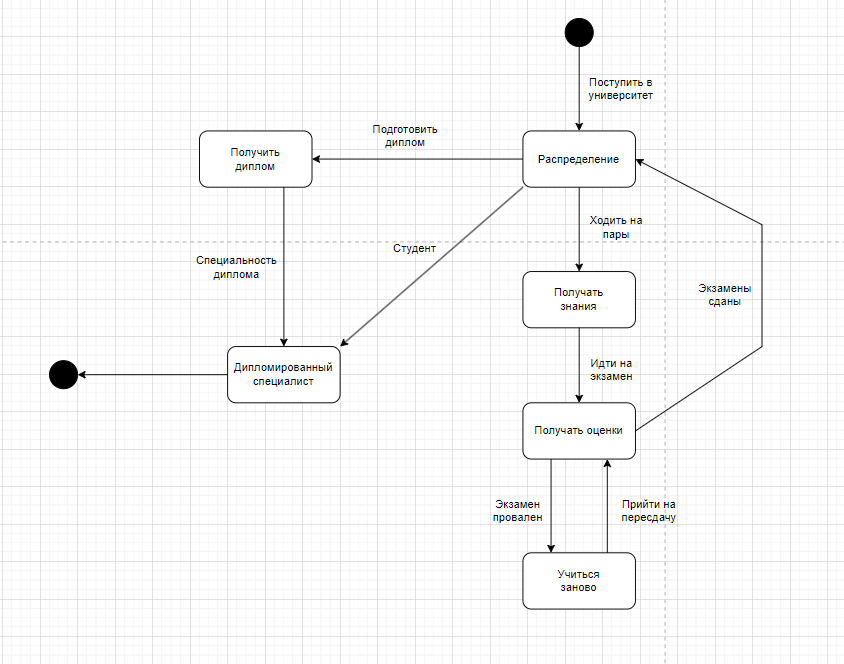 Поступить в
университет
Подготовить
диплом
Получить
диплом
Распределение
Ходить на
пары
Студент
Специальность
диплома
Получать
знания
Экзамены
сданы
Идти на
экзамен
Дипломированный
специалист
Получать оценки
Экзамен
провален
Прийти на
пересдачу
Учиться
заново